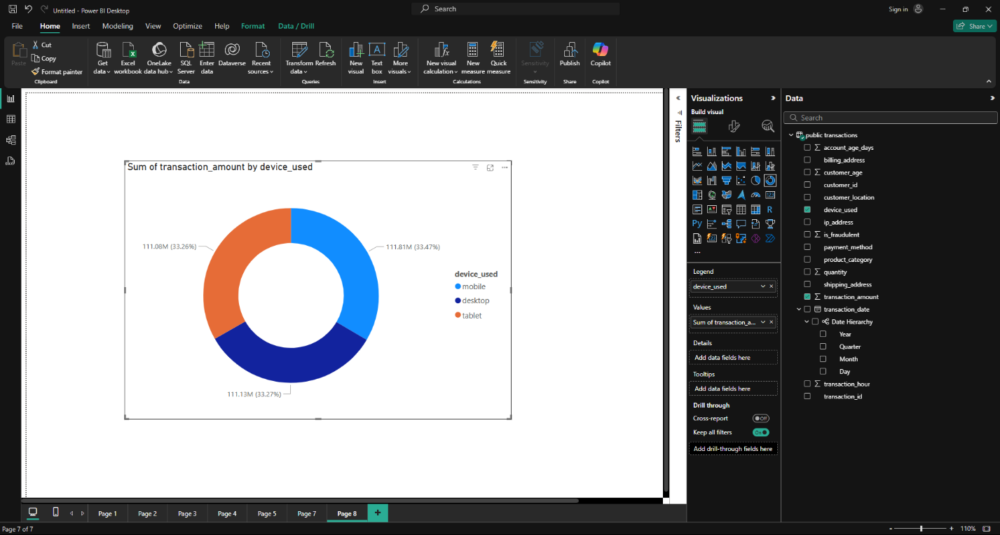 Untitled - Power BI Desktop
Search
Sign in
File
Home
Insert
Modeling
View
Optimize
Help
Format
Data / Drill
Share
Paste
Cut
Copy
Format painter
Clipboard
Get data
Excel workbook
OneLake data hub
SQL Server
Enter data
Dataverse
Recent sources
Data
Transform data
Refresh
Queries
New visual
Text box
More visuals
Insert
New visual calculation
New measure
Quick measure
Calculations
Sensitivity
Sensitivity
Publish
Share
Copilot
Copilot
Sum of transaction_amount by device_used
111.08M (33.26%)
111.81M (33.47%)
111.13M (33.27%)
device_used
mobile
desktop
tablet
Filters
Visualizations
Build visual
R
Py
Legend
device_used
Values
Sum of transaction_a...
Details
Add data fields here
Tooltips
Add data fields here
Drill through
Cross-report
Off
Keep all filters
On
Add drill-through fields here
Data
Search
public transactions
account_age_days
billing_address
customer_age
customer_id
customer_location
device_used
ip_address
is_fraudulent
payment_method
product_category
quantity
shipping_address
transaction_amount
transaction_date
Date Hierarchy
Year
Quarter
Month
Day
transaction_hour
transaction_id
Page 1
Page 2
Page 3
Page 4
Page 5
Page 7
Page 8
Page 7 of 7
110%